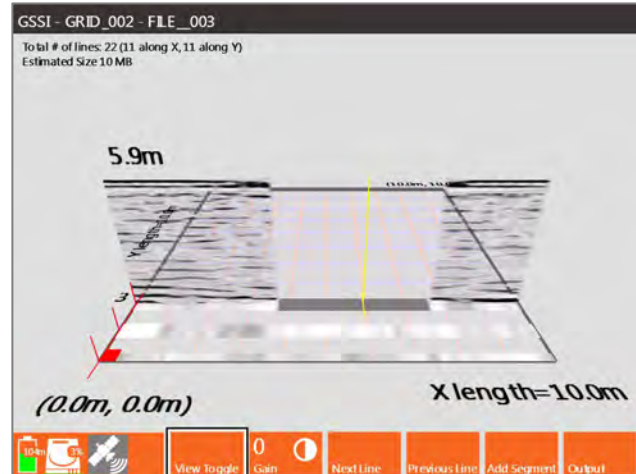 GSSI - GRID_002 - FILE__003
Total # of lines: 22 (11 along X, 11 along Y)
Estimated Size 10 MB
5.9m
3
(0.0m, 0.0m)
X length=10.0m
104m
3%
View Toggle
0
Gain
Next Line
Previous Line
Add Segment
Output